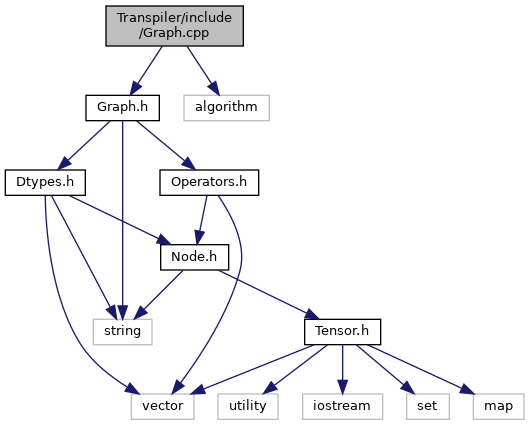 Transpiler/include
/Graph.cpp
Graph.h
algorithm
Dtypes.h
Operators.h
Node.h
string
Tensor.h
vector
utility
iostream
set
map